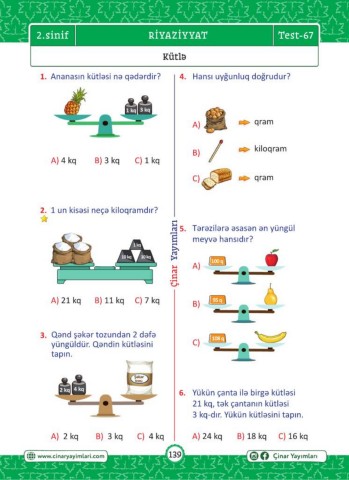 2.sinif
RİYAZİYYAT
Test-67
Kütlə
1. Ananasın kütləsi nə qədərdir?
1 kq
3 kq
A) 4 kq B) 3 kq C) 1 kq
2. 1 un kisəsi neçə kiloqramdır?
1 kq
10 kq
10 kq
A) 21 kq B) 11 kq C) 7 kq
3. Qənd şəkər tozundan 2 dəfə
yüngüldür. Qəndin kütləsini
tapın.
2 kq
4 kq
A) 2 kq B) 3 kq C) 4 kq
Çinar Yayımları
4. Hansı uyğunluq doğrudur?
A) qram
B) kiloqram
C) qram
5. Tərəzilərə əsasən ən yüngül
meyvə hansıdır?
A)
100 q
B)
C)
6. Yükün çanta ilə birgə kütləsi
21 kq, tək çantanın kütləsi
3 kq-dır. Yükün kütləsini tapın.
A) 24 kq B) 18 kq C) 16 kq
www.cinaryayimlari.com
139
Çinar Yayımları